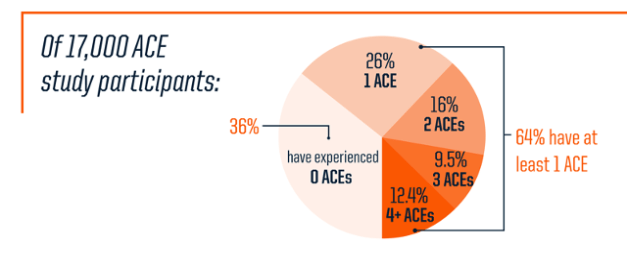 Of 17,000 ACE
study participants:
26%
1 ACE
16%
2 ACEs
36%
64% have at
least 1 ACE
have experienced
0 ACEs
9.5%
3 ACEs
12.4%
4+ ACEs